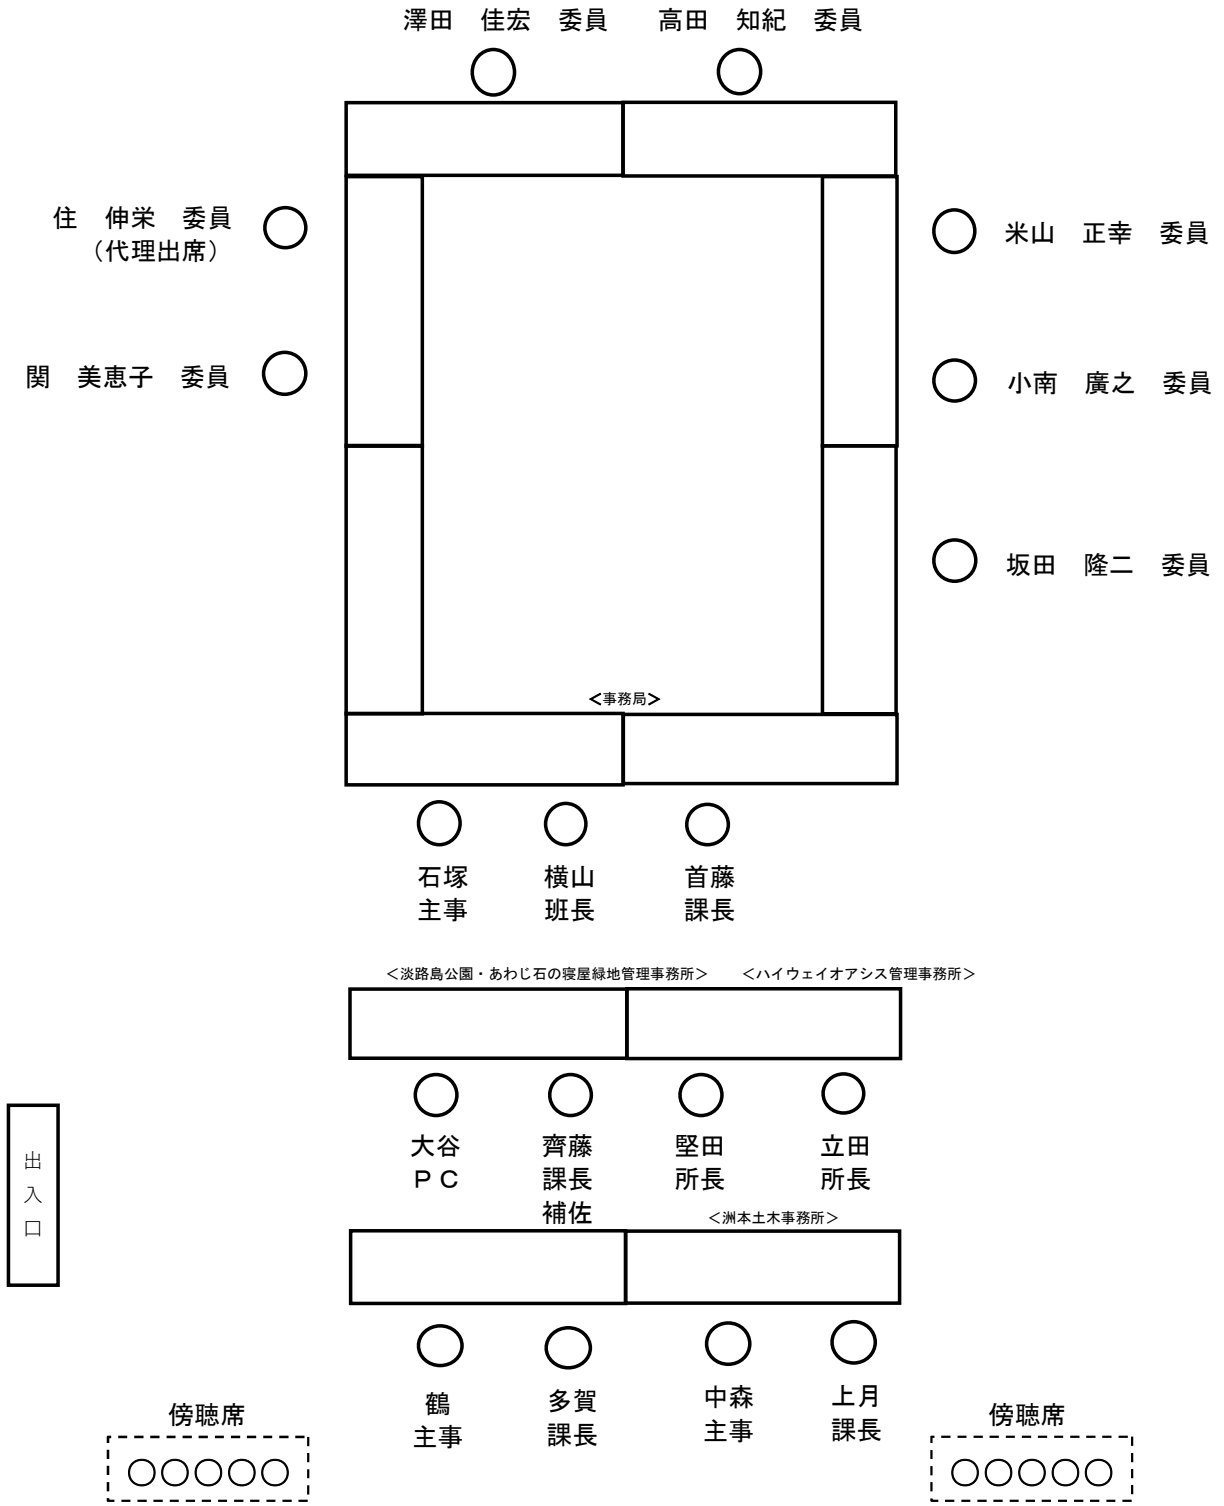 澤田　佳宏　委員　　高田　知紀　委員
住　伸栄　委員
（代理出席）
米山　正幸　委員
関　美恵子　委員
小南　廣之　委員
坂田　隆二　委員
＜事務局＞
石塚
主事
横山
班長
首藤
課長
＜淡路島公園・あわじ石の寝屋緑地管理事務所＞　　＜ハイウェイオアシス管理事務所＞
大谷
ＰＣ
齊藤
課長
補佐
堅田
所長
立田
所長
出
入
口
＜洲本土木事務所＞
鶴
主事
多賀
課長
中森
主事
上月
課長
傍聴席
〇〇〇〇〇
傍聴席
〇〇〇〇〇